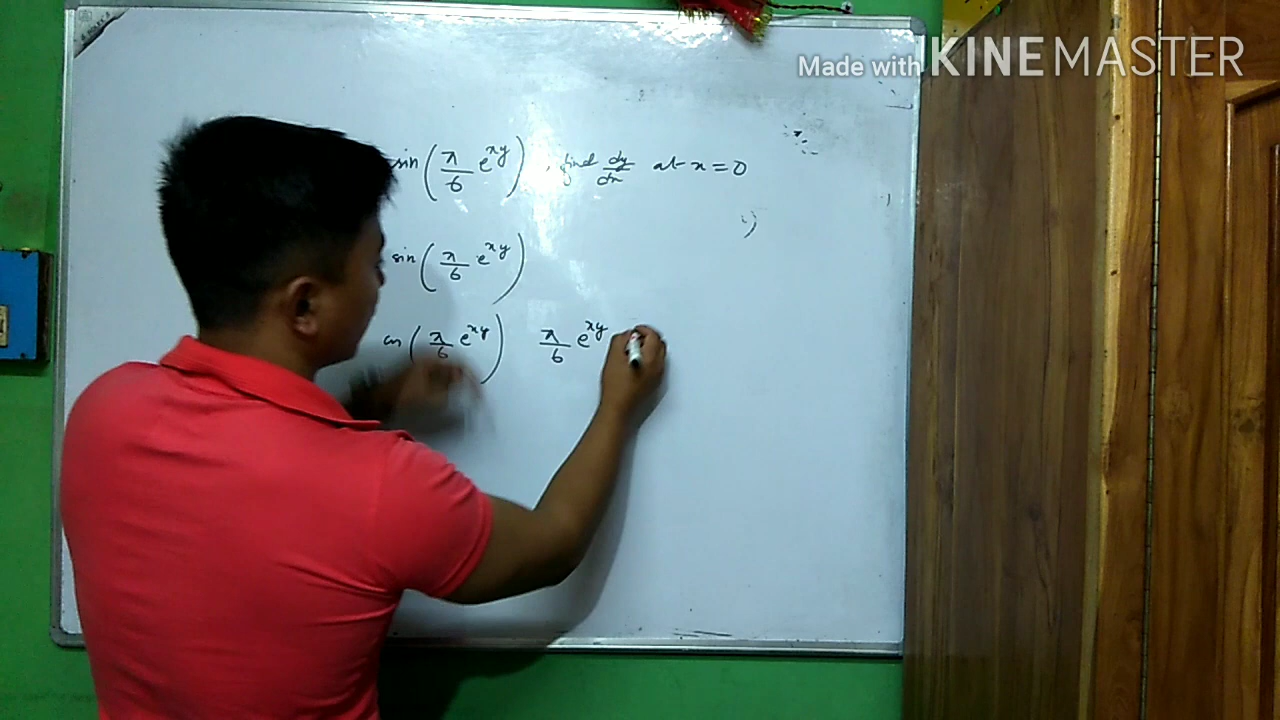 Made with KINEMASTER
sin(π/6 e^xy), find dy/dx at x=0
sin(π/6 e^xy)
cos(π/6 e^xy) π/6 e^xy